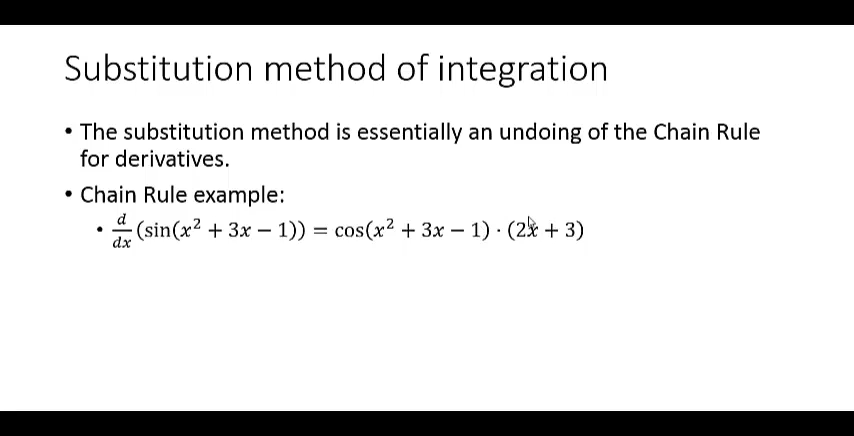 Substitution method of integration
• The substitution method is essentially an undoing of the Chain Rule
for derivatives.
• Chain Rule example:
• d/dx (sin(x² + 3x − 1)) = cos(x² + 3x − 1) · (2x + 3)